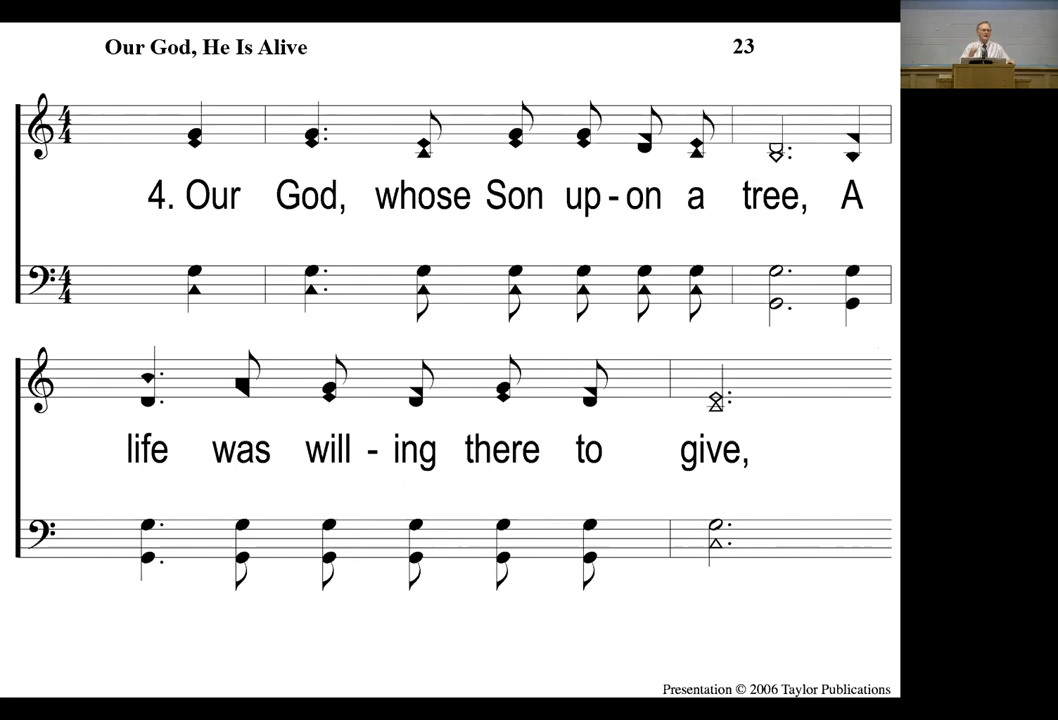 Our God, He Is Alive 23
4. Our God, whose Son up - on a tree, A
life was will - ing there to give,
Presentation © 2006 Taylor Publications